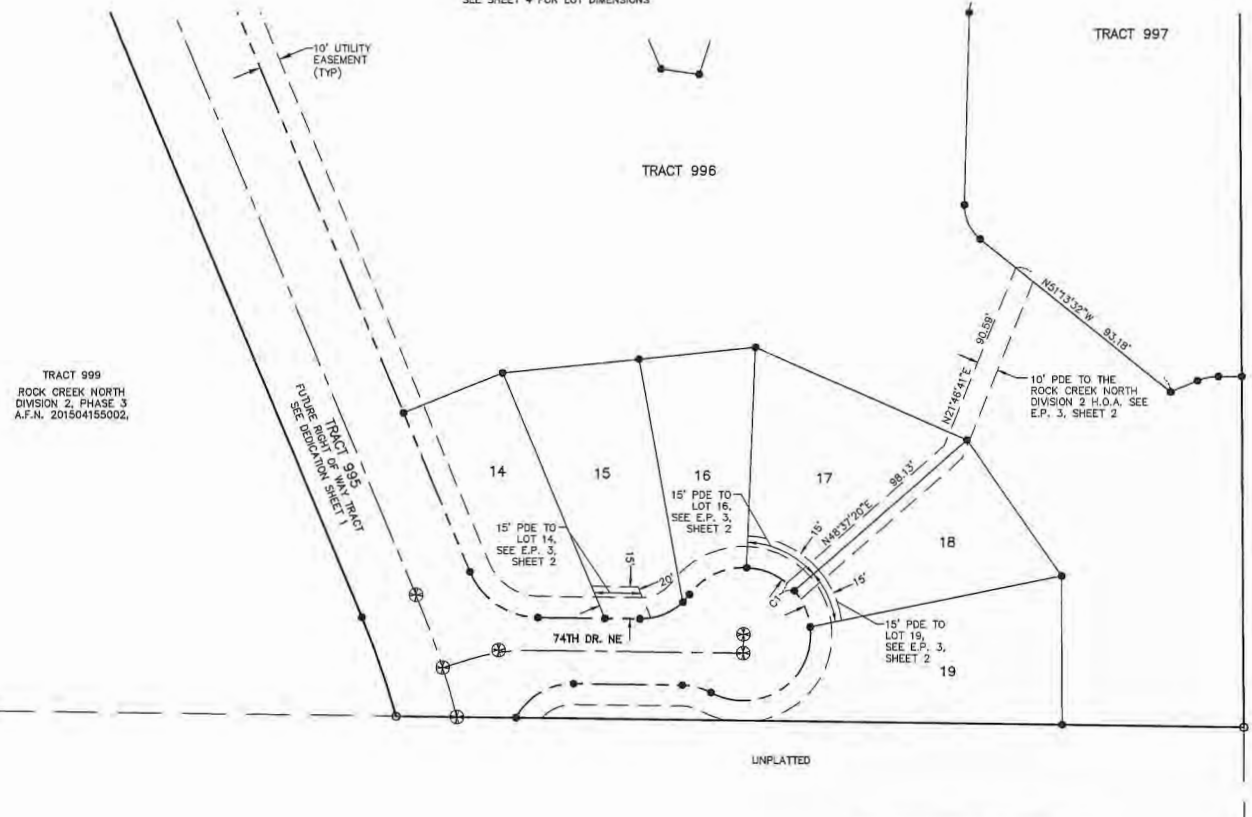 SEE SHEET 4 FOR LOT DIMENSIONS
10' UTILITY
EASEMENT
(TYP)
TRACT 997
TRACT 996
N51°13'32"W 93.18'
N21°46'41"E 90.59'
10' PDE TO THE
ROCK CREEK NORTH
DIVISION 2 H.O.A. SEE
E.P. 3, SHEET 2
TRACT 999
ROCK CREEK NORTH
DIVISION 2, PHASE 3
A.F.N. 201504155002,
TRACT 995
FUTURE RIGHT OF WAY TRACT
SEE DEDICATION SHEET 1
14
15
16
17
18
19
15' PDE TO
LOT 16,
SEE E.P. 3,
SHEET 2
15'
N48°37'20"E 98.13'
15' PDE TO
LOT 14,
SEE E.P. 3,
SHEET 2
15'
20'
C1
15'
15' PDE TO
LOT 19,
SEE E.P. 3,
SHEET 2
74TH DR. NE
UNPLATTED